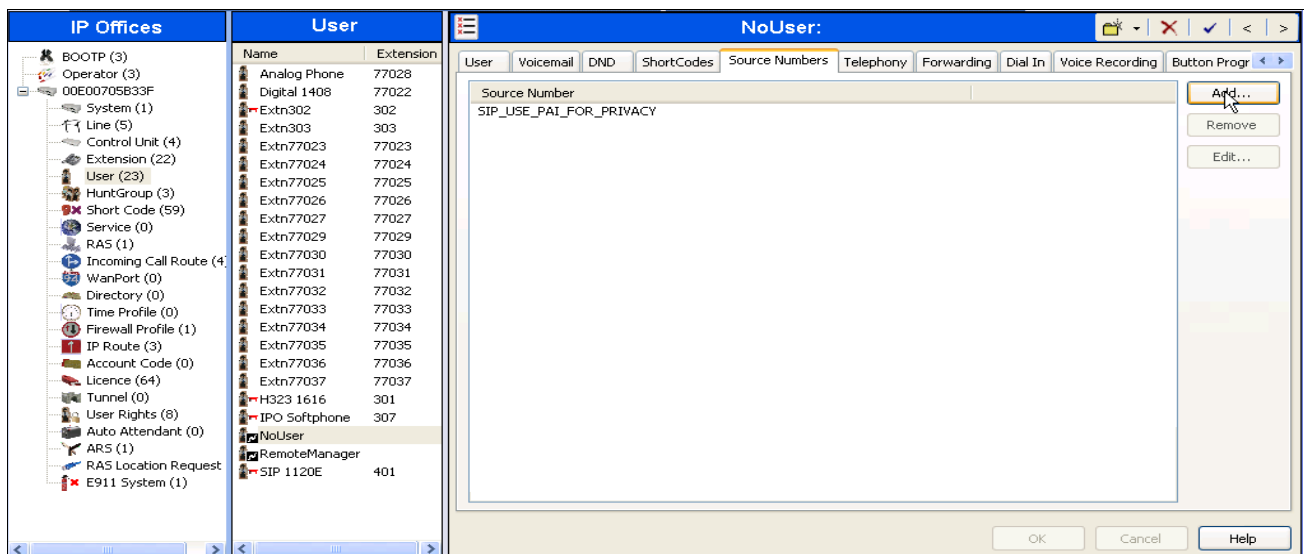 IP Offices
BOOTP (3)
Operator (3)
00E00705B33F
System (1)
Line (5)
Control Unit (4)
Extension (22)
User (23)
HuntGroup (3)
Short Code (59)
Service (0)
RAS (1)
Incoming Call Route (4)
WanPort (0)
Directory (0)
Time Profile (0)
Firewall Profile (1)
IP Route (3)
Account Code (0)
Licence (64)
Tunnel (0)
User Rights (8)
Auto Attendant (0)
ARS (1)
RAS Location Request
E911 System (1)
User
Name Extension
Analog Phone 77028
Digital 1408 77022
Extn302 302
Extn303 303
Extn77023 77023
Extn77024 77024
Extn77025 77025
Extn77026 77026
Extn77027 77027
Extn77029 77029
Extn77030 77030
Extn77031 77031
Extn77032 77032
Extn77033 77033
Extn77034 77034
Extn77035 77035
Extn77036 77036
Extn77037 77037
H323 1616 301
IPO Softphone 307
NoUser
RemoteManager
SIP 1120E 401
NoUser:
User Voicemail DND ShortCodes Source Numbers Telephony Forwarding Dial In Voice Recording Button Progr
Source Number
SIP_USE_PAI_FOR_PRIVACY
Add...
Remove
Edit...
OK Cancel Help